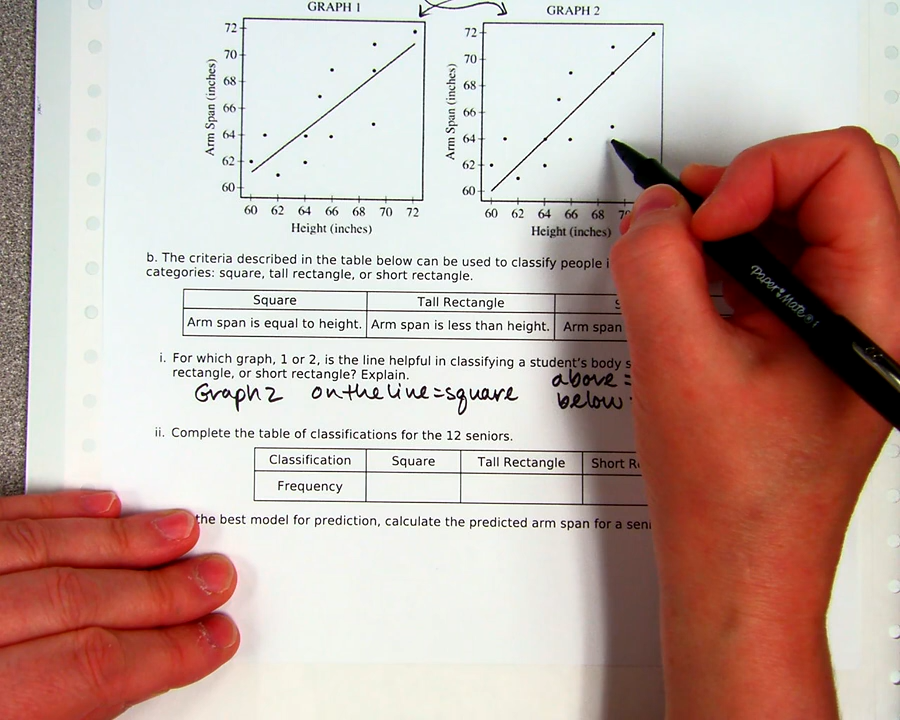 GRAPH 1 GRAPH 2
72 72
70 70
68 68
66 66
64 64
62 62
60 60
Arm Span (inches) Arm Span (inches)
60 62 64 66 68 70 72 60 62 64 66 68
Height (inches) Height (inches)
b. The criteria described in the table below can be used to classify people
categories: square, tall rectangle, or short rectangle.
Square Tall Rectangle
Arm span is equal to height. Arm span is less than height. Arm span
i. For which graph, 1 or 2, is the line helpful in classifying a student's body
rectangle, or short rectangle? Explain.
Graph 2 on the line = square above =
below
ii. Complete the table of classifications for the 12 seniors.
Classification Square Tall Rectangle Short
Frequency
the best model for prediction, calculate the predicted arm span for a
Paper Mate